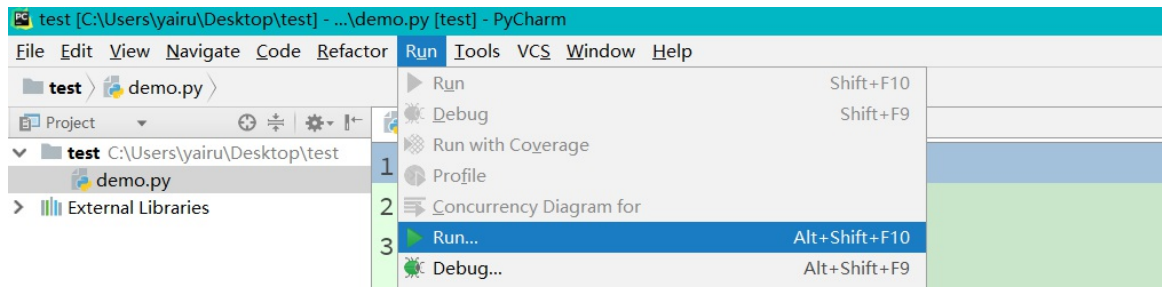 test [C:\Users\yairu\Desktop\test] - ...\demo.py [test] - PyCharm
File Edit View Navigate Code Refactor Run Tools VCS Window Help
test demo.py
Run Shift+F10
Project
Debug Shift+F9
test C:\Users\yairu\Desktop\test
1
Run with Coverage
demo.py
Profile
External Libraries
2
Concurrency Diagram for
3
Run... Alt+Shift+F10
Debug... Alt+Shift+F9